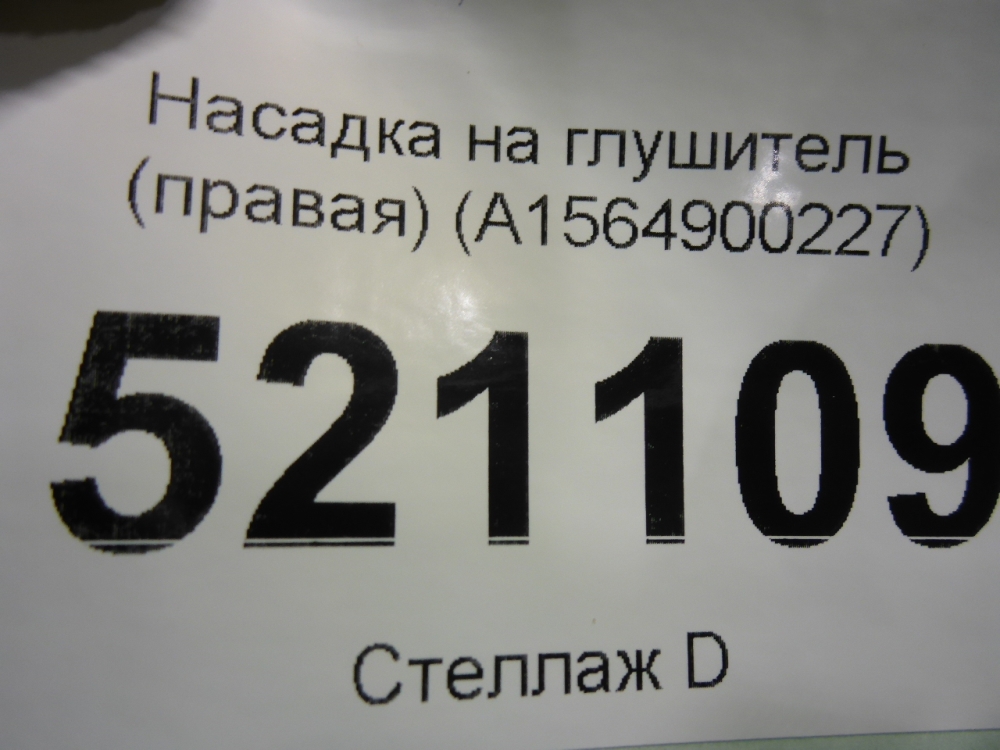 Насадка на глушитель
(правая) (A1564900227)
521109
Стеллаж D